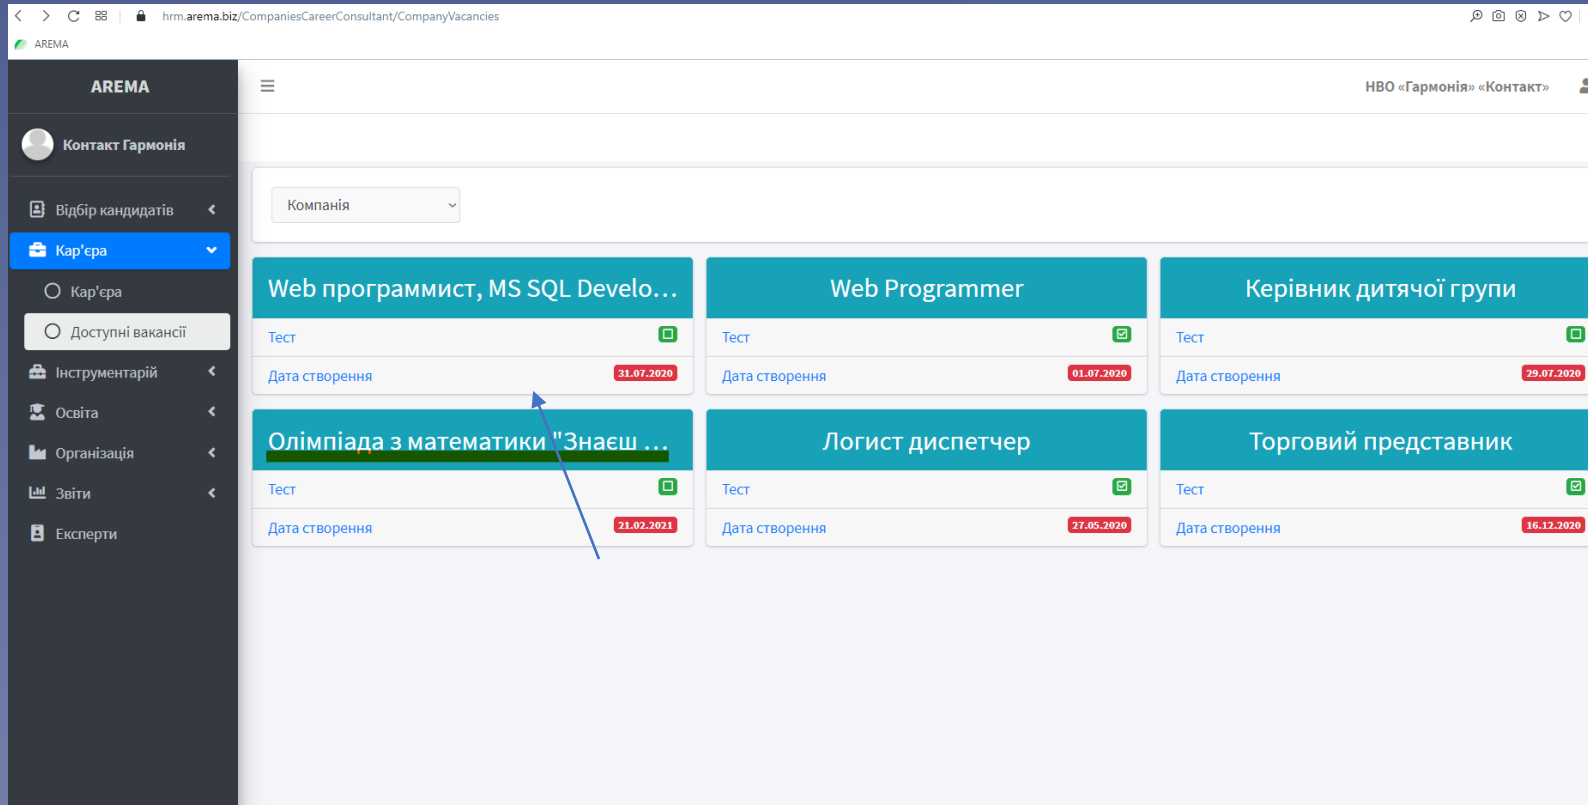 hrm.arema.biz/CompaniesCareerConsultant/CompanyVacancies
AREMA
AREMA
НВО «Гармонія» «Контакт»
Контакт Гармонія
Відбір кандидатів
Кар'єра
Кар'єра
Доступні вакансії
Інструментарій
Освіта
Організація
Звіти
Експерти
Компанія
Web программист, MS SQL Develo...
Тест
Дата створення 31.07.2020
Web Programmer
Тест
Дата створення 01.07.2020
Керівник дитячої групи
Тест
Дата створення 29.07.2020
Олімпіада з математики "Знаєш ...
Тест
Дата створення 21.02.2021
Логист диспетчер
Тест
Дата створення 27.05.2020
Торговий представник
Тест
Дата створення 16.12.2020